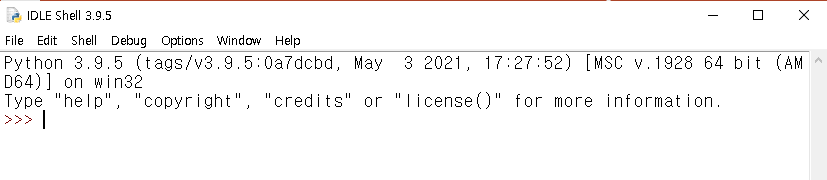 IDLE Shell 3.9.5
File Edit Shell Debug Options Window Help
Python 3.9.5 (tags/v3.9.5:0a7dcbd, May  3 2021, 17:27:52) [MSC v.1928 64 bit (AM
D64)] on win32
Type "help", "copyright", "credits" or "license()" for more information.
>>>